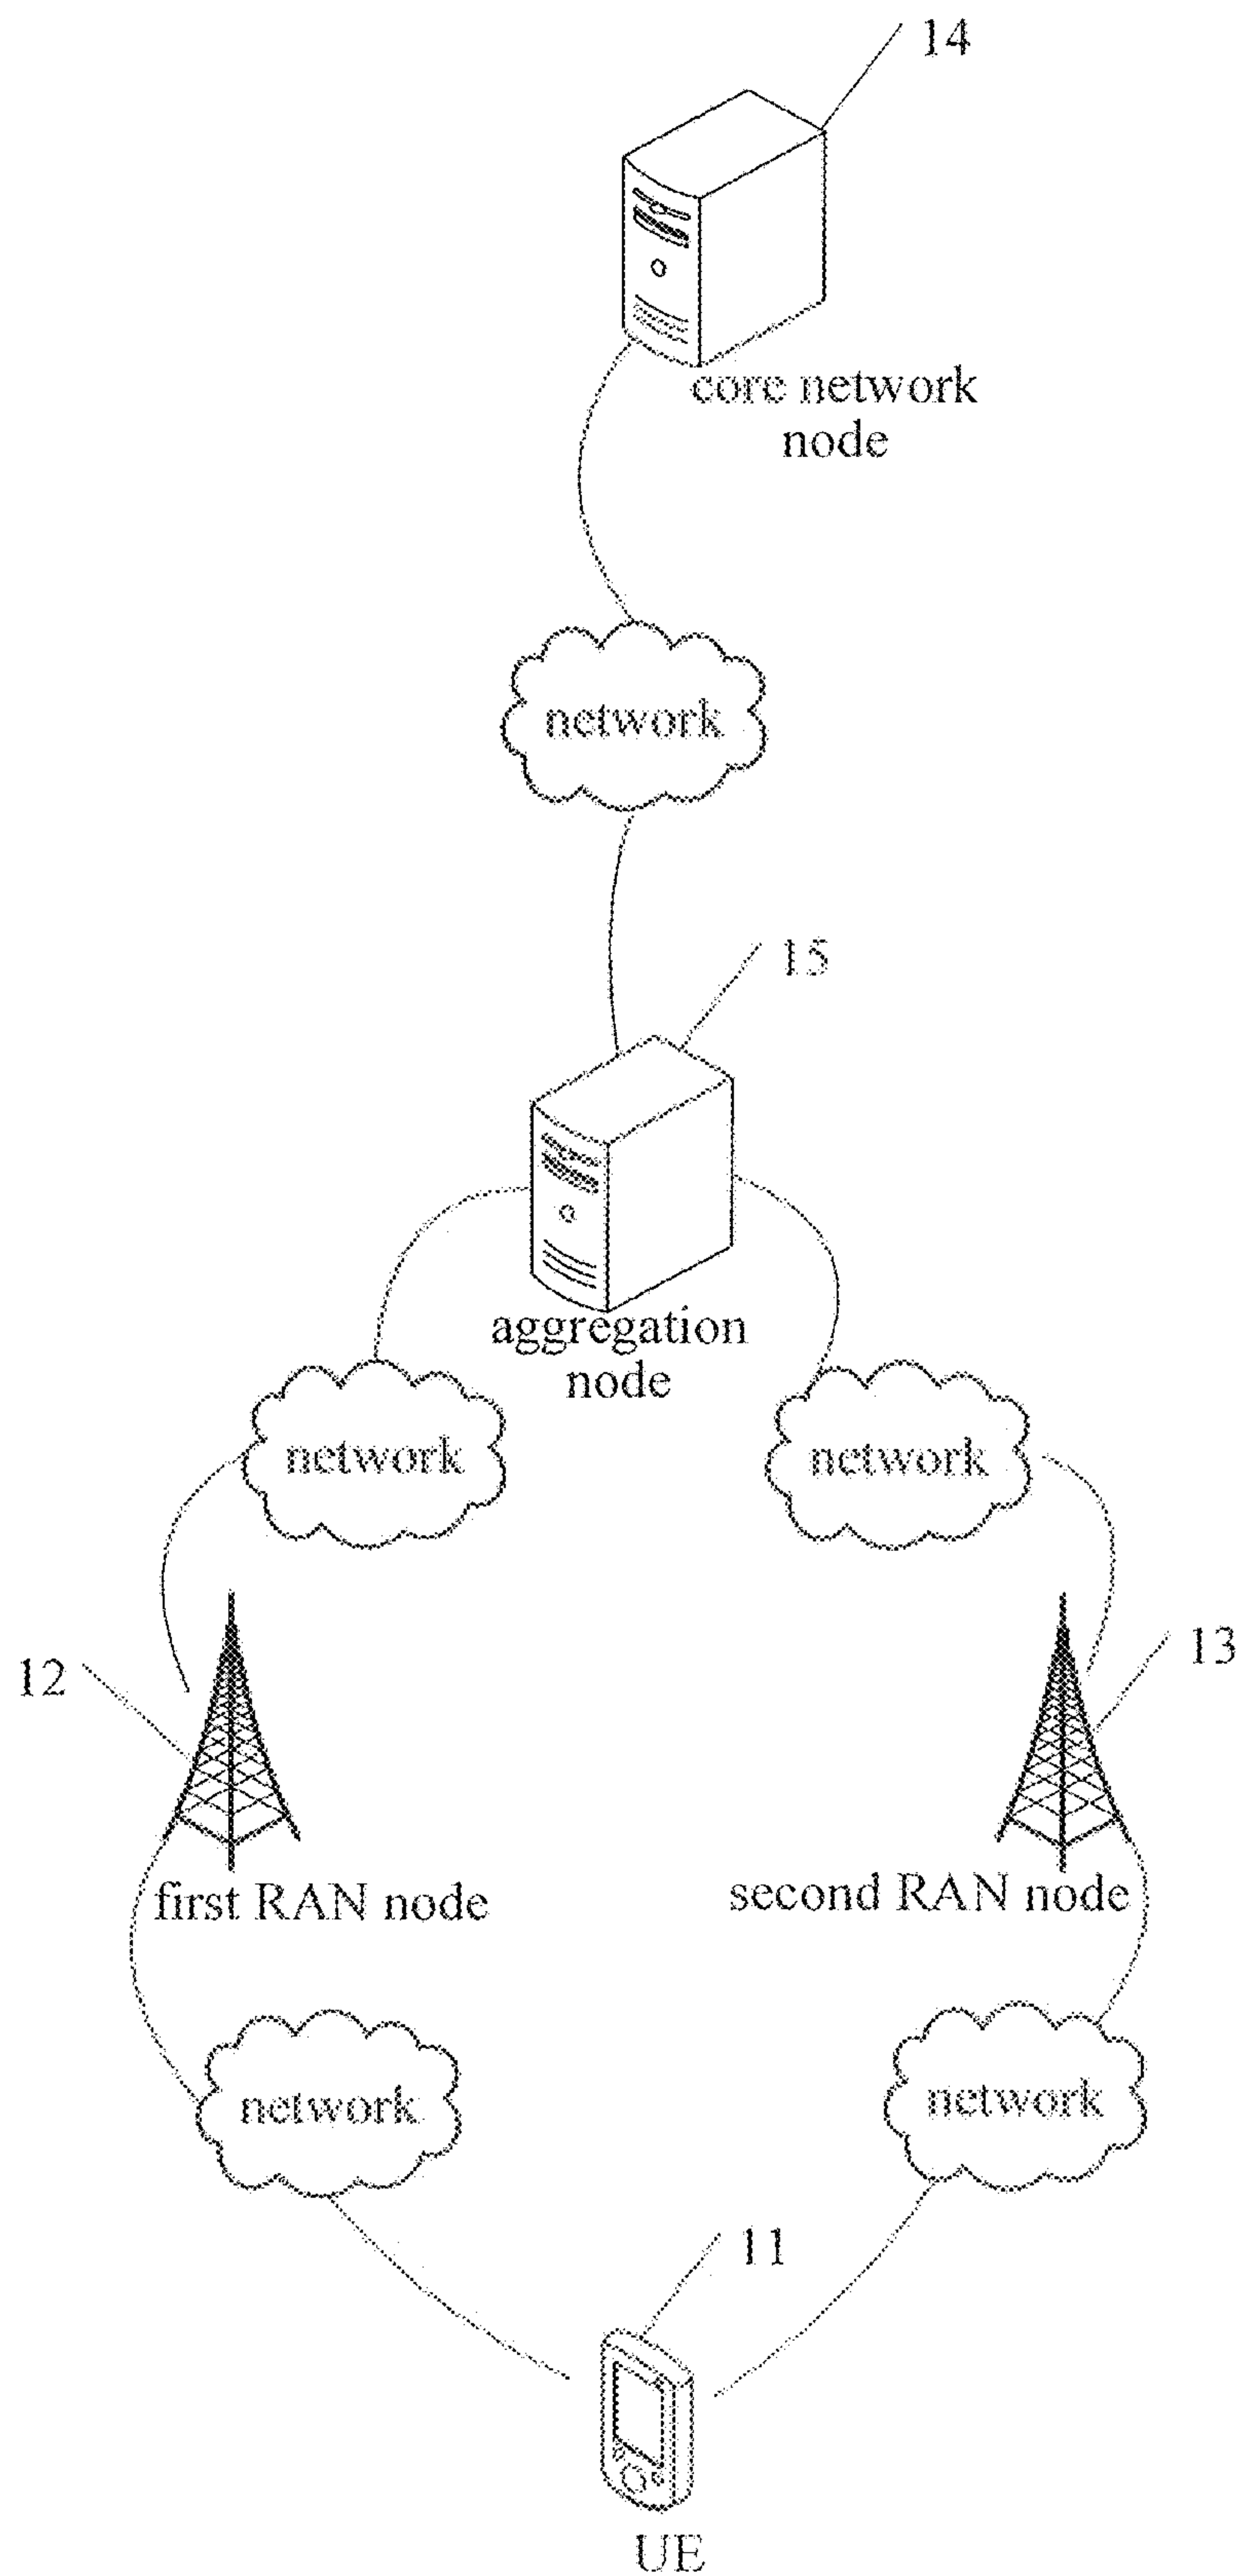 14
core network
node
network
15
aggregation
node
network
network
12
13
first RAN node
second RAN node
network
network
11
UE